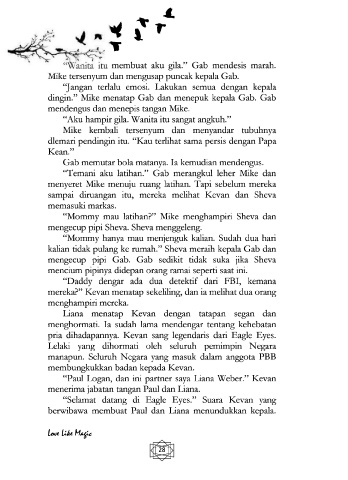 “Wanita itu membuat aku gila.” Gab mendesis marah.
Mike tersenyum dan mengusap puncak kepala Gab.
“Jangan terlalu emosi. Lakukan semua dengan kepala
dingin.” Mike menatap Gab dan menepuk kepala Gab. Gab
mendengus dan menepis tangan Mike.
“Aku hampir gila. Wanita itu sangat angkuh.”
Mike kembali tersenyum dan menyandar tubuhnya
dlemari pendingin itu. “Kau terlihat sama persis dengan Papa
Kean.”
Gab memutar bola matanya. Ia kemudian mendengus.
“Temani aku latihan.” Gab merangkul leher Mike dan
menyeret Mike menuju ruang latihan. Tapi sebelum mereka
sampai diruangan itu, mereka melihat Kevan dan Sheva
memasuki markas.
“Mommy mau latihan?” Mike menghampiri Sheva dan
mengecup pipi Sheva. Sheva menggeleng.
“Mommy hanya mau menjenguk kalian. Sudah dua hari
kalian tidak pulang ke rumah.” Sheva meraih kepala Gab dan
mengecup pipi Gab. Gab sedikit tidak suka jika Sheva
mencium pipinya didepan orang ramai seperti saat ini.
“Daddy dengar ada dua detektif dari FBI, kemana
mereka?” Kevan menatap sekeliling, dan ia melihat dua orang
menghampiri mereka.
Liana menatap Kevan dengan tatapan segan dan
menghormati. Ia sudah lama mendengar tentang kehebatan
pria dihadapannya. Kevan sang legendaris dari Eagle Eyes.
Lelaki yang dihormati oleh seluruh pemimpin Negara
manapun. Seluruh Negara yang masuk dalam anggota PBB
membungkukkan badan kepada Kevan.
“Paul Logan, dan ini partner saya Liana Weber.” Kevan
menerima jabatan tangan Paul dan Liana.
“Selamat datang di Eagle Eyes.” Suara Kevan yang
berwibawa membuat Paul dan Liana menundukkan kepala.
Love Like Magic
28